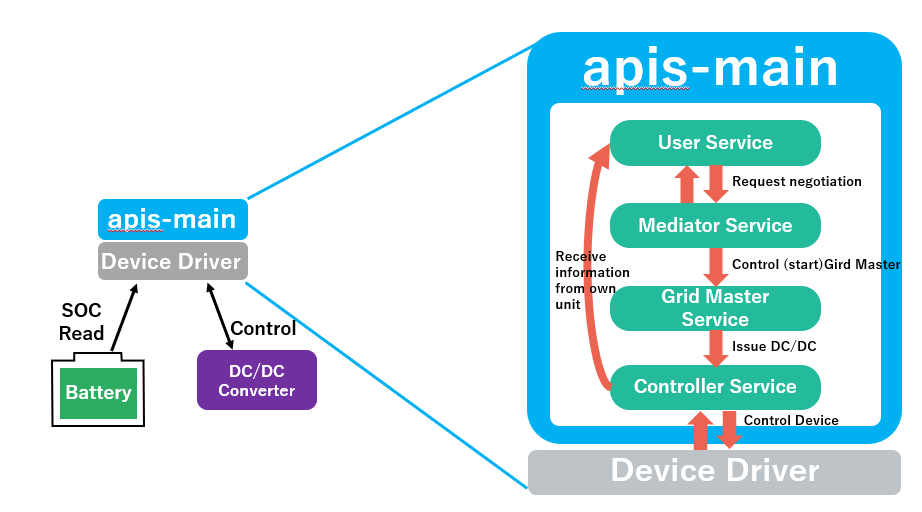 apis-main
Device Driver
SOC
Read
Control
Battery
DC/DC
Converter
apis-main
User Service
Request negotiation
Mediator Service
Receive
information
from own
unit
Control (start)Gird Master
Grid Master
Service
Issue DC/DC
Controller Service
Control Device
Device Driver